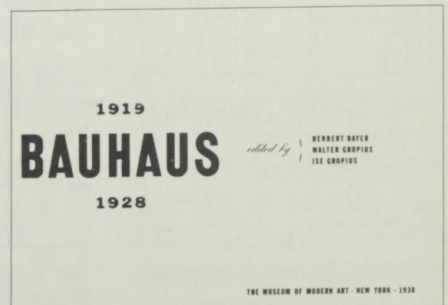 1919
BAUHAUS
1928
edited by
HERBERT BAYER
WALTER GROPIUS
ISE GROPIUS
THE MUSEUM OF MODERN ART · NEW YORK · 1938